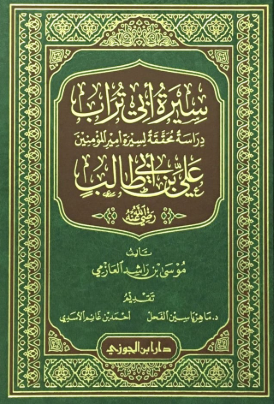 سيرة أبي تراب
دراسة محققة لسيرة أمير المؤمنين
علي بن أبي طالب
رضي الله عنه
تأليف
موسى بن راشد العازمي
تقديم
د. ماهر ياسين الفحل أحمد بن غانم الأسدي
دار ابن الجوزي